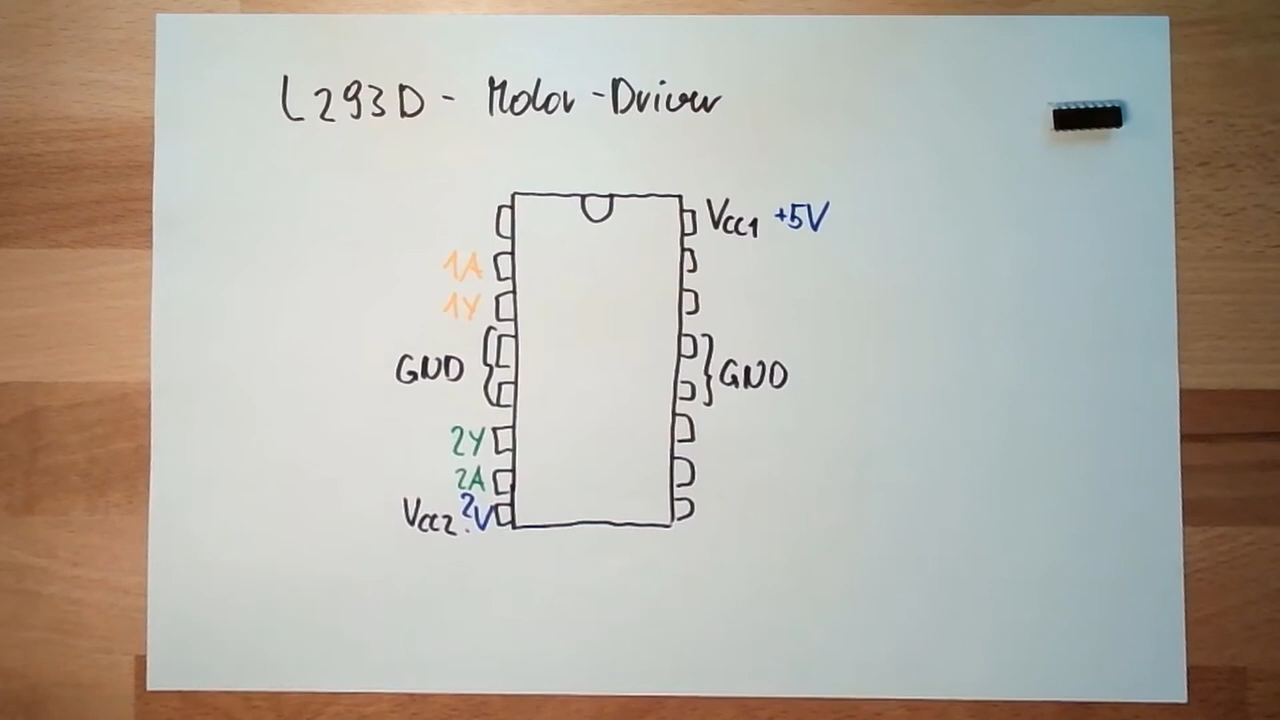 L293D - Motor-Driver
Vcc1 +5V
1A
1Y
GND
GND
2Y
2A
Vcc2 ?V